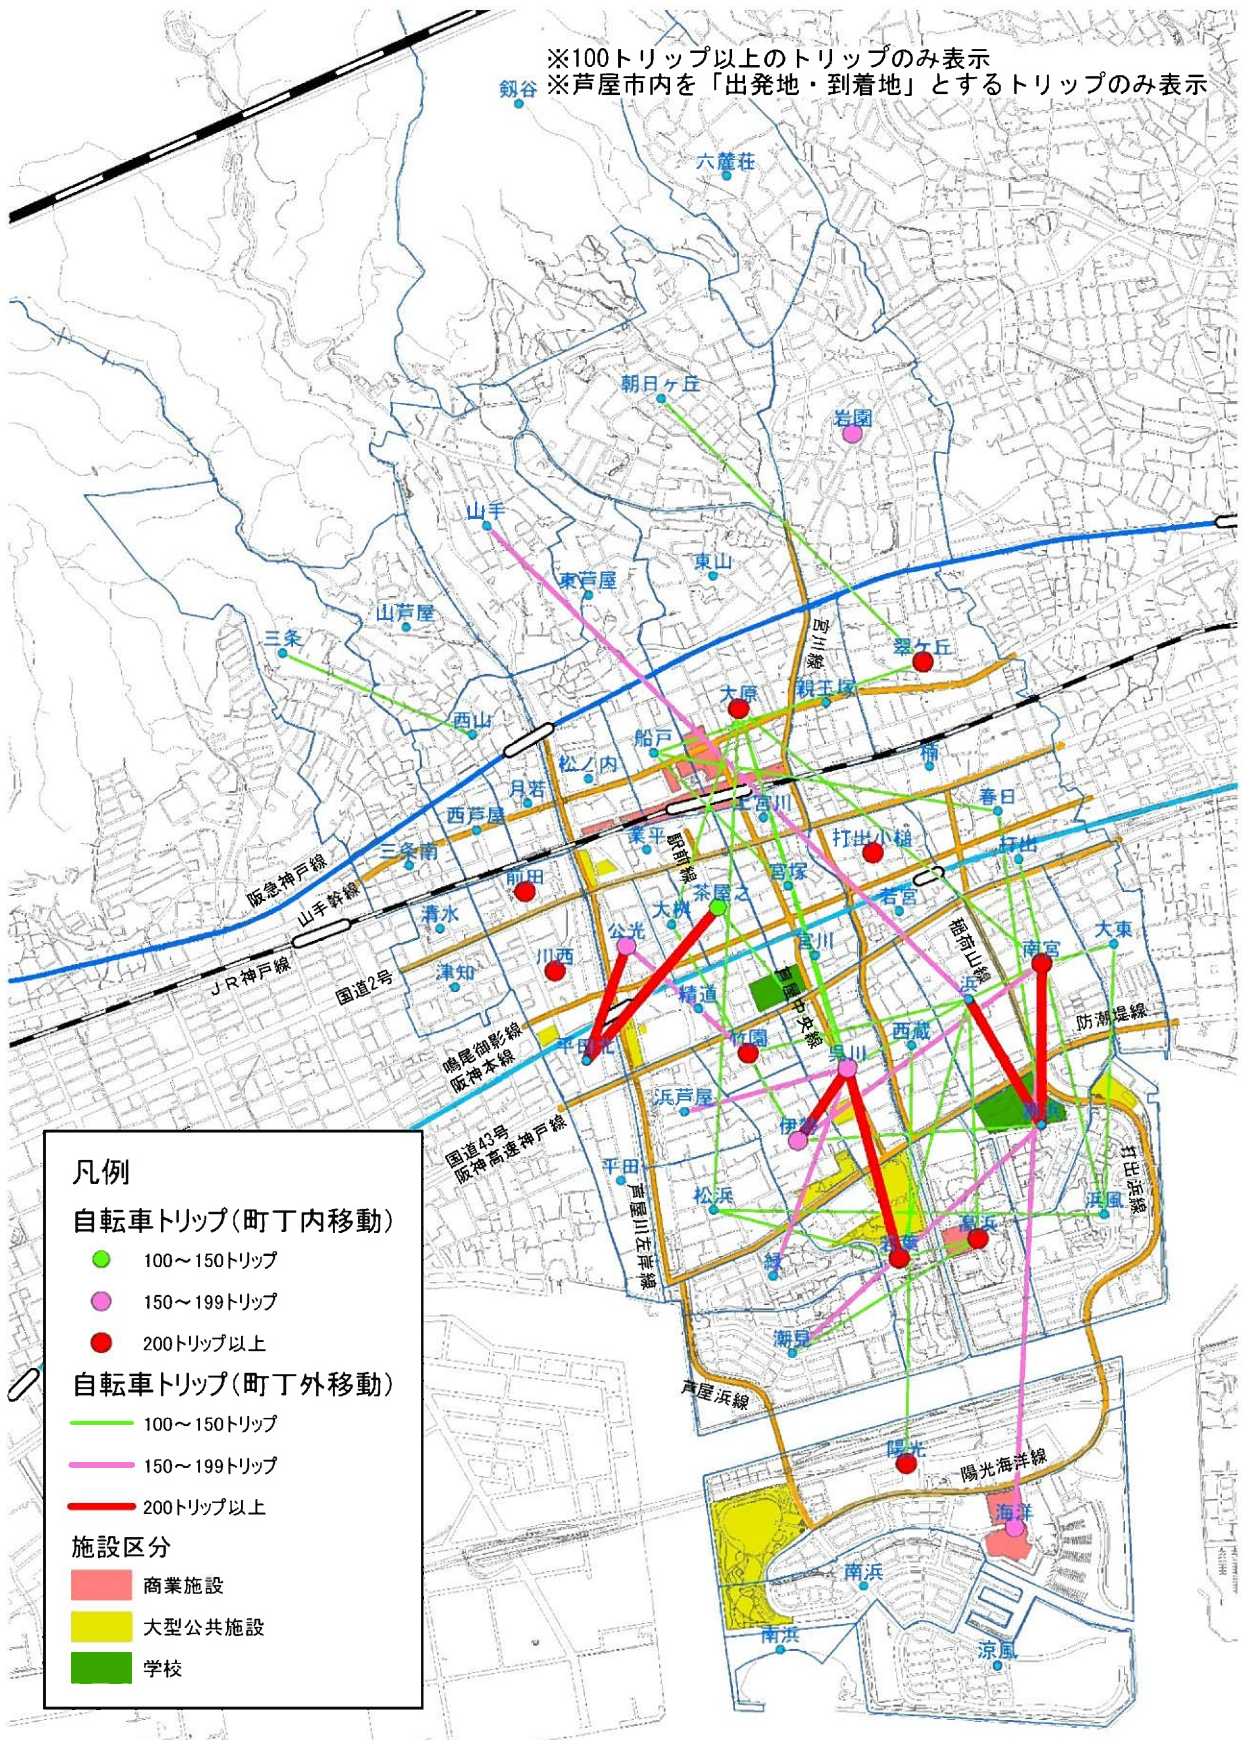 ※100トリップ以上のトリップのみ表示
※芦屋市内を「出発地・到着地」とするトリップのみ表示
剱谷
六麓荘
朝日ヶ丘
岩園
山手
東山
東芦屋
山芦屋
三条
宮川線
翠ケ丘
親王塚
大原
西山
船戸
松ノ内
楠
月若
春日
上宮川
西芦屋
業平
駅前線
打出小槌
打出
三条南
阪急神戸線
山手幹線
前田
宮塚
茶屋之
若宮
清水
大桝
公光
宮川
稲荷山線
大東
南宮
JR神戸線
国道2号
津知
川西
精道
芦屋中央線
浜
防潮堤線
鳴尾御影線
阪神本線
平田北
竹園
呉川
西蔵
浜芦屋
国道43号
阪神高速神戸線
伊勢
平田
芦屋川左岸線
松浜
打出浜線
浜風
高浜
若葉
緑
潮見
芦屋浜線
陽光
陽光海洋線
海洋
南浜
南浜
涼風
凡例
自転車トリップ(町丁内移動)
100～150トリップ
150～199トリップ
200トリップ以上
自転車トリップ(町丁外移動)
100～150トリップ
150～199トリップ
200トリップ以上
施設区分
商業施設
大型公共施設
学校